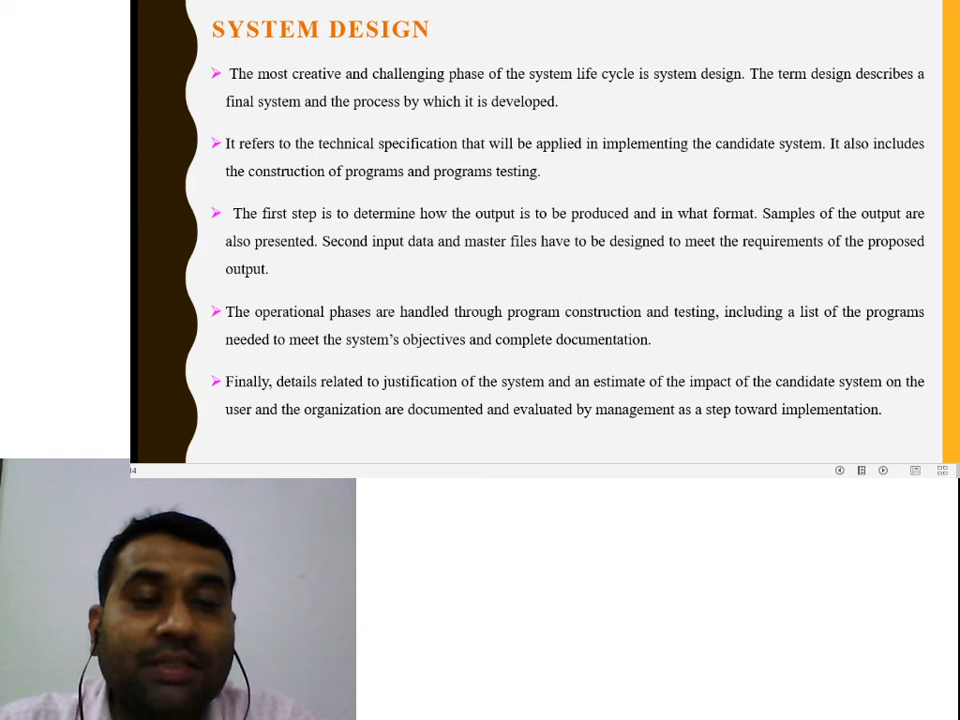 SYSTEM DESIGN
The most creative and challenging phase of the system life cycle is system design. The term design describes a
final system and the process by which it is developed.
It refers to the technical specification that will be applied in implementing the candidate system. It also includes
the construction of programs and programs testing.
The first step is to determine how the output is to be produced and in what format. Samples of the output are
also presented. Second input data and master files have to be designed to meet the requirements of the proposed
output.
The operational phases are handled through program construction and testing, including a list of the programs
needed to meet the system's objectives and complete documentation.
Finally, details related to justification of the system and an estimate of the impact of the candidate system on the
user and the organization are documented and evaluated by management as a step toward implementation.